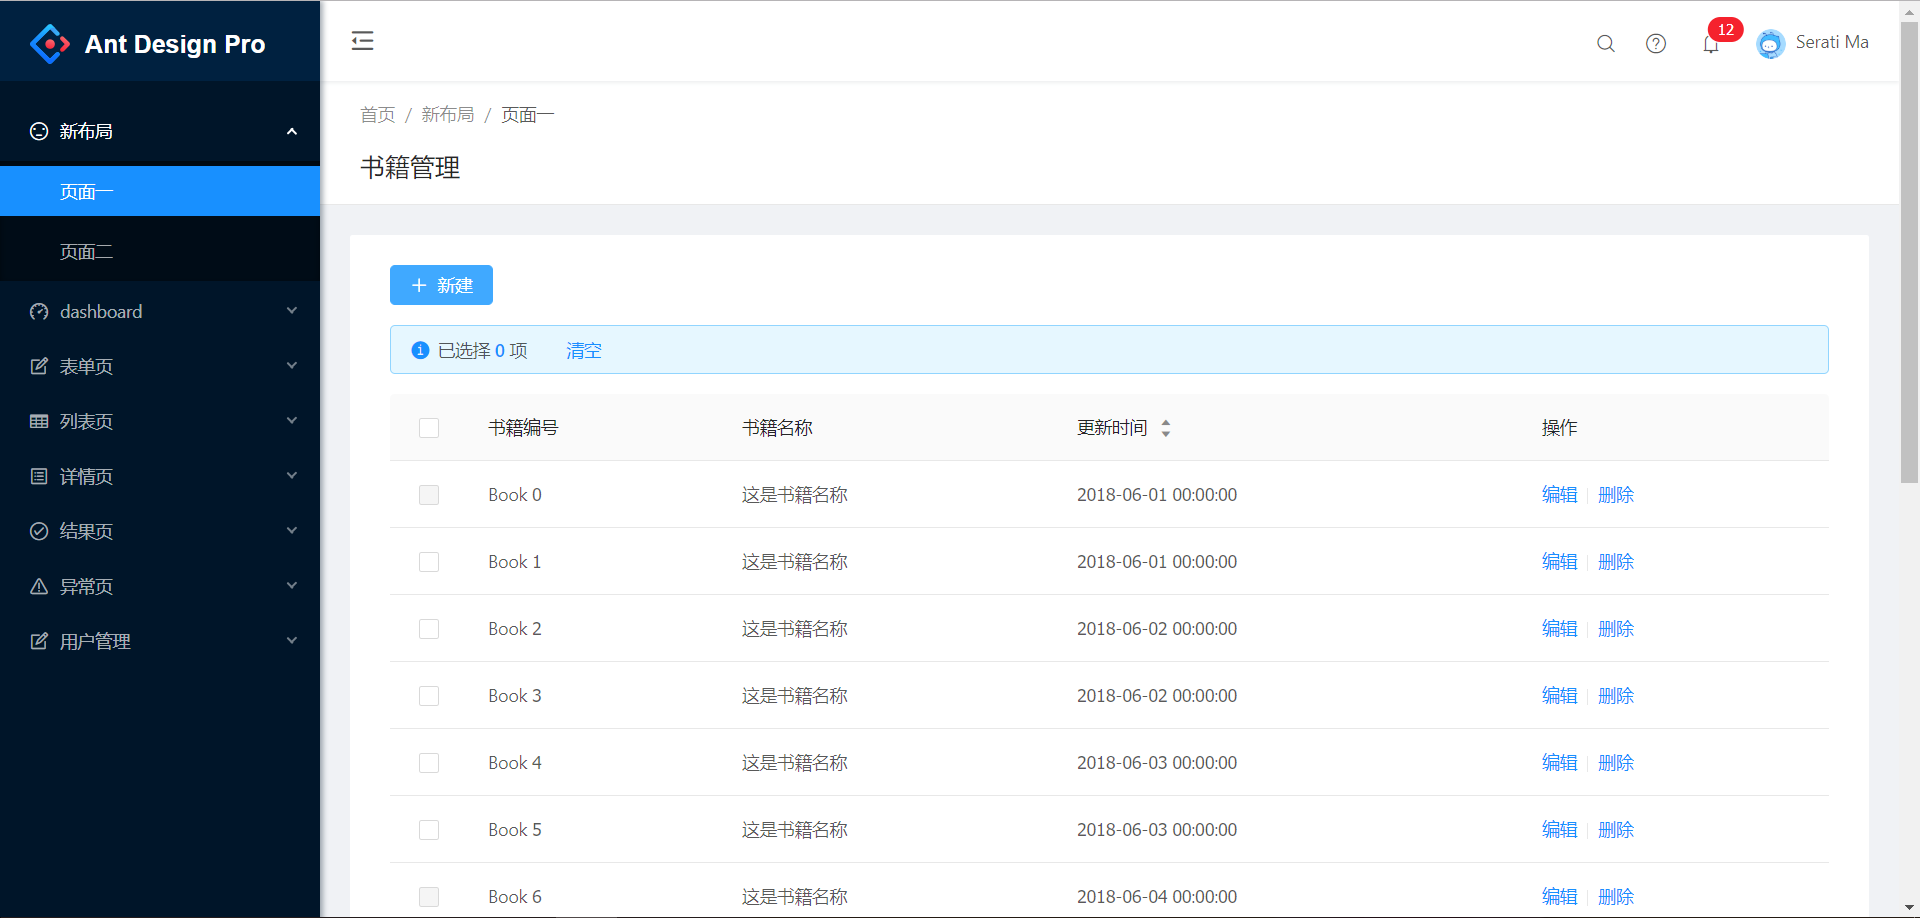 Ant Design Pro
新布局
页面一
页面二
dashboard
表单页
列表页
详情页
结果页
异常页
用户管理
12
Serati Ma
首页 / 新布局 / 页面一
书籍管理
新建
已选择 0 项 清空
书籍编号 书籍名称 更新时间 操作
Book 0 这是书籍名称 2018-06-01 00:00:00 编辑 删除
Book 1 这是书籍名称 2018-06-01 00:00:00 编辑 删除
Book 2 这是书籍名称 2018-06-02 00:00:00 编辑 删除
Book 3 这是书籍名称 2018-06-02 00:00:00 编辑 删除
Book 4 这是书籍名称 2018-06-03 00:00:00 编辑 删除
Book 5 这是书籍名称 2018-06-03 00:00:00 编辑 删除
Book 6 这是书籍名称 2018-06-04 00:00:00 编辑 删除